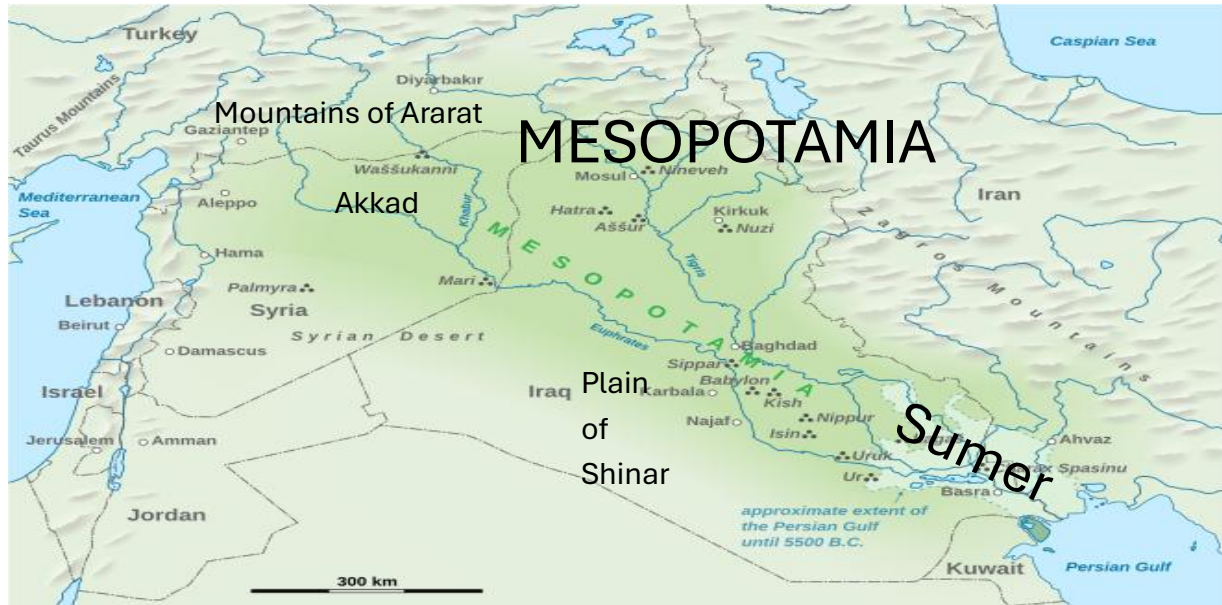 Turkey
Caspian Sea
Diyarbakır
Taurus Mountains
Mountains of Ararat
MESOPOTAMIA
Gaziantep
Waššukanni
Mosul
Nineveh
Iran
Mediterranean
Sea
Aleppo
Akkad
Khabur
Hatra
Aššur
Kirkuk
Nuzi
Zagros Mountains
Hama
MESOPOTAMIA
Tigris
Mari
Palmyra
Lebanon
Syria
Beirut
Syrian Desert
Euphrates
Baghdad
Damascus
Sippar
Israel
Iraq
Plain
of
Shinar
Karbala
Babylon
Kish
Najaf
Nippur
Isin
Sumer
Jerusalem
Amman
Ahvaz
Uruk
Spasinu
Ur
Basra
Jordan
approximate extent of
the Persian Gulf
until 5500 B.C.
Kuwait
Persian Gulf
300 km